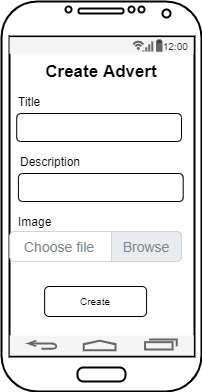 12:00
Create Advert
Title
Description
Image
Choose file Browse
Create